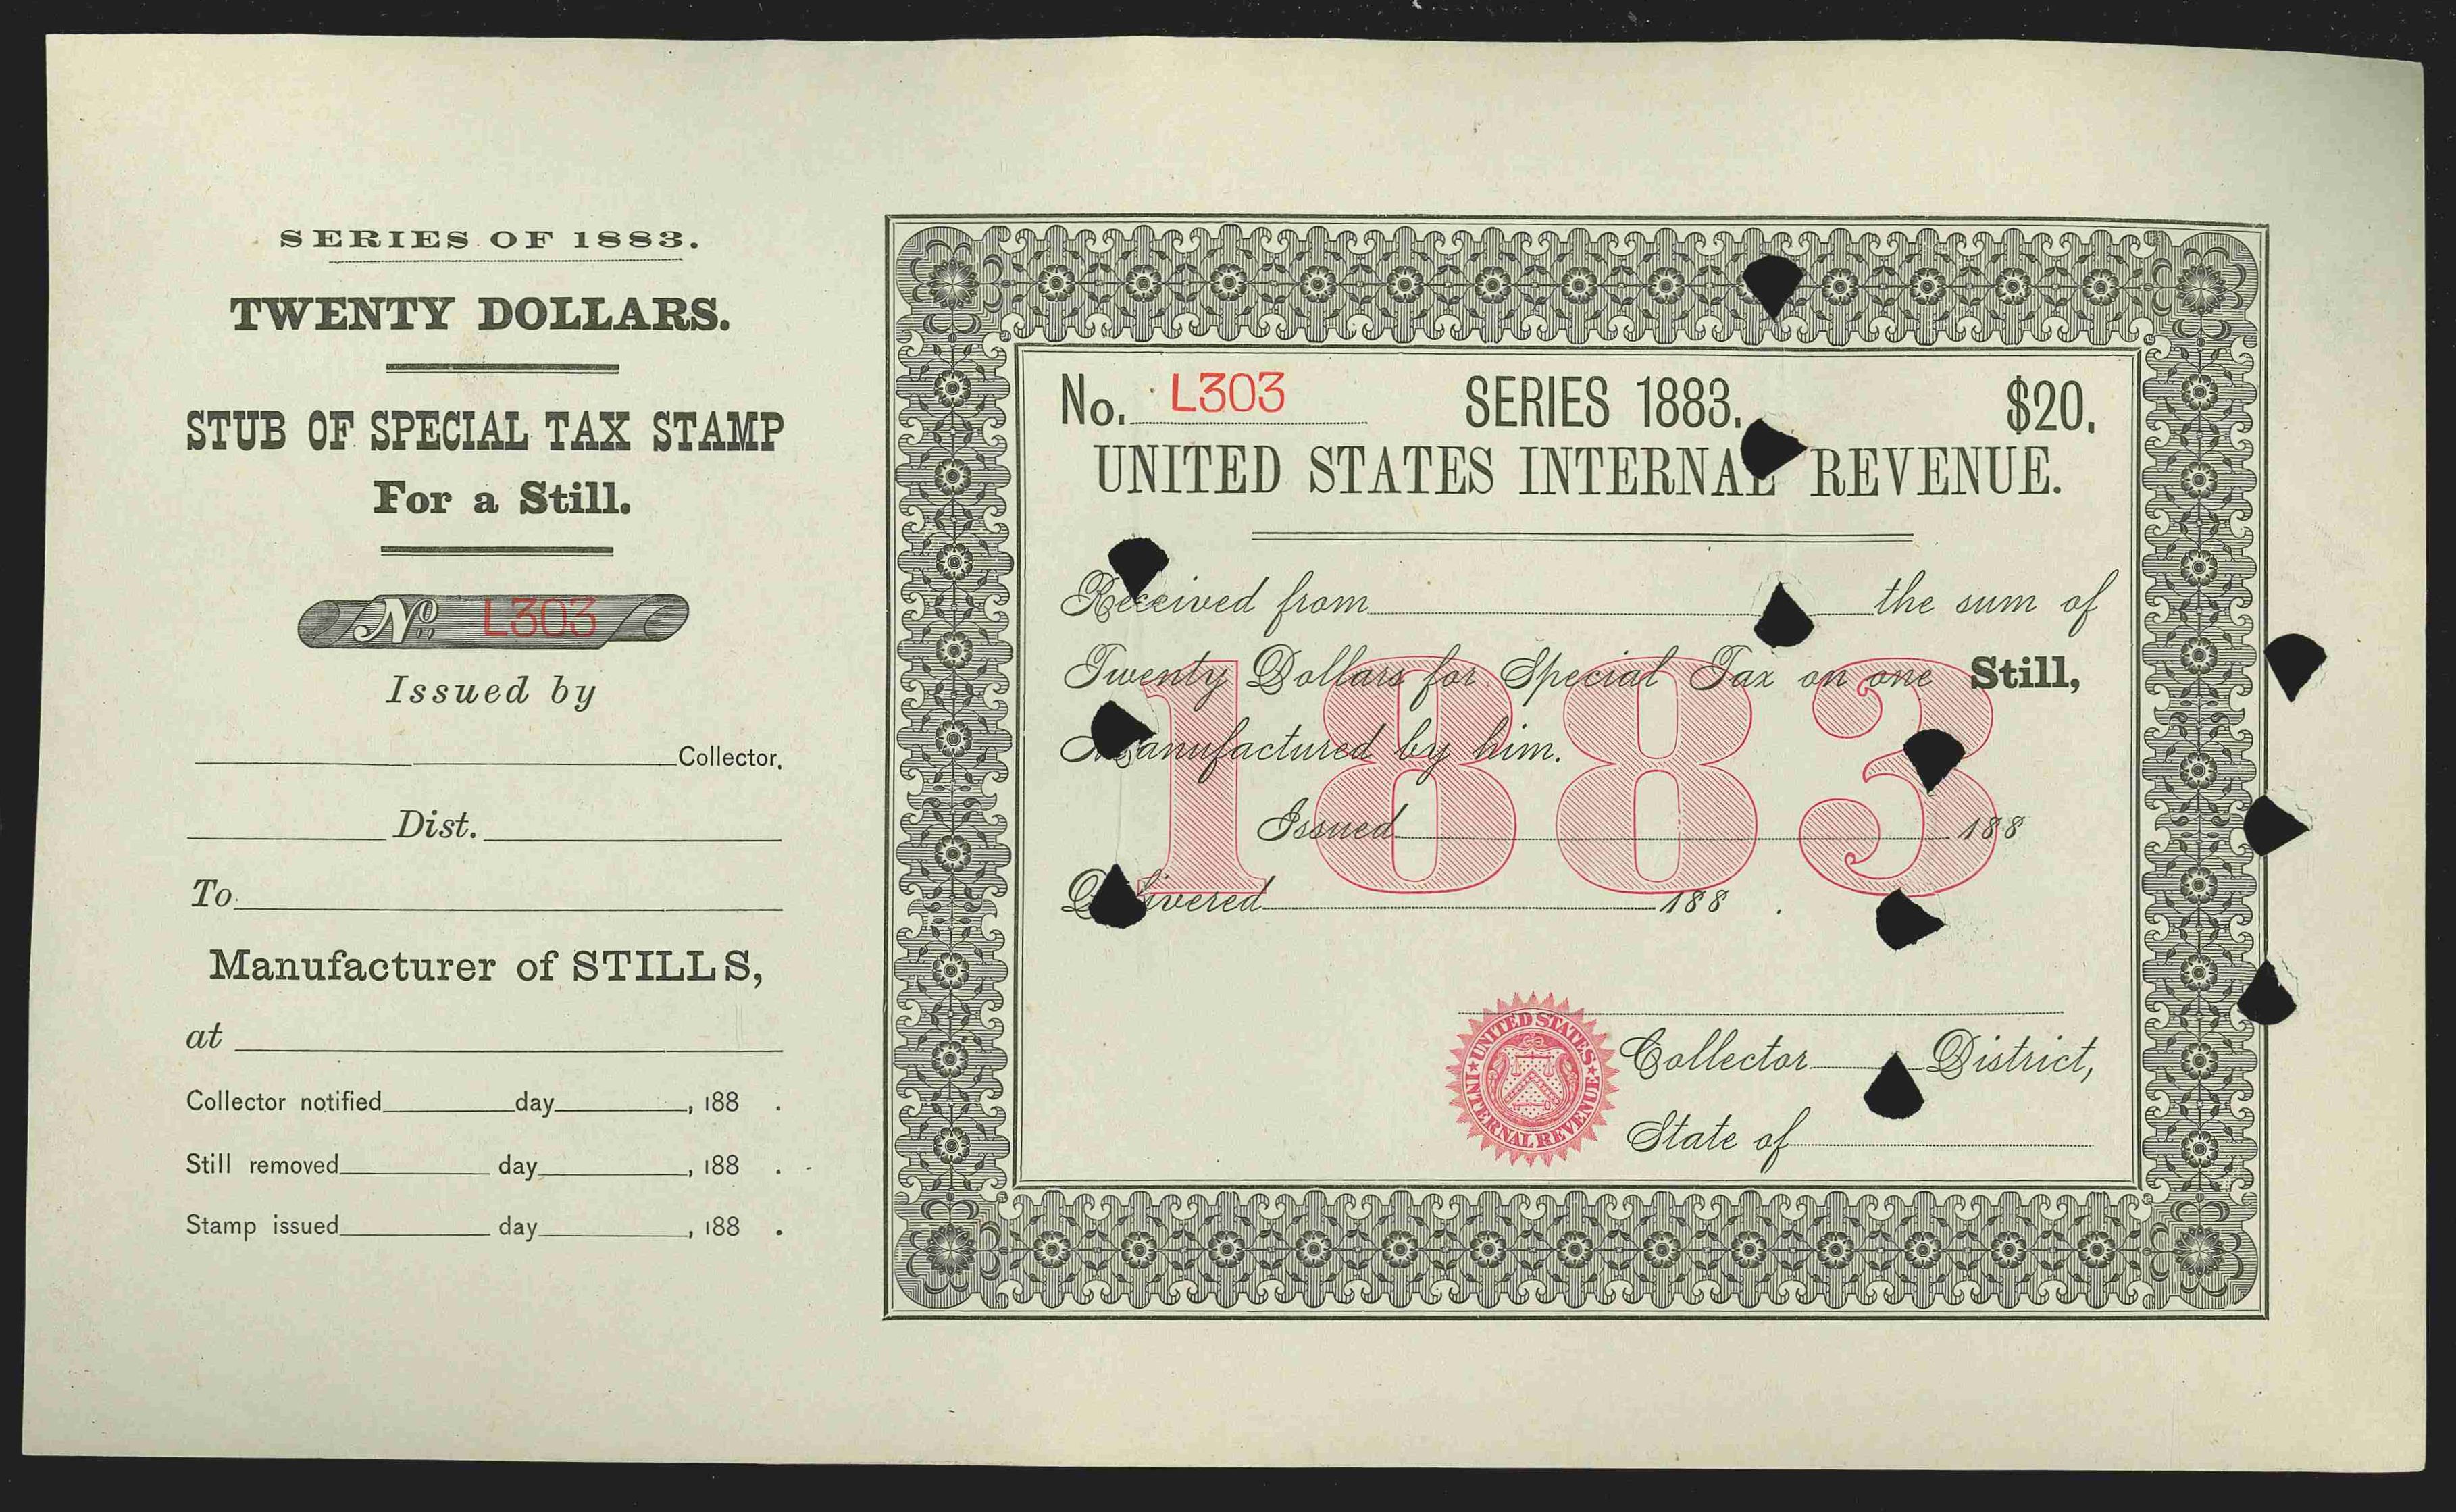 SERIES OF 1883.
TWENTY DOLLARS.
STUB OF SPECIAL TAX STAMP
For a Still.
No L303
Issued by
Collector.
Dist.
To
Manufacturer of STILLS,
at
Collector notified day , 188 .
Still removed day , 188 .
Stamp issued day , 188 .
No. L303 SERIES 1883. $20.
UNITED STATES INTERNAL REVENUE.
Received from the sum of
Twenty Dollars for Special Tax on one Still,
Manufactured by him.
1883
Issued 188
Delivered 188 .
UNITED STATES INTERNAL REVENUE
Collector District,
State of